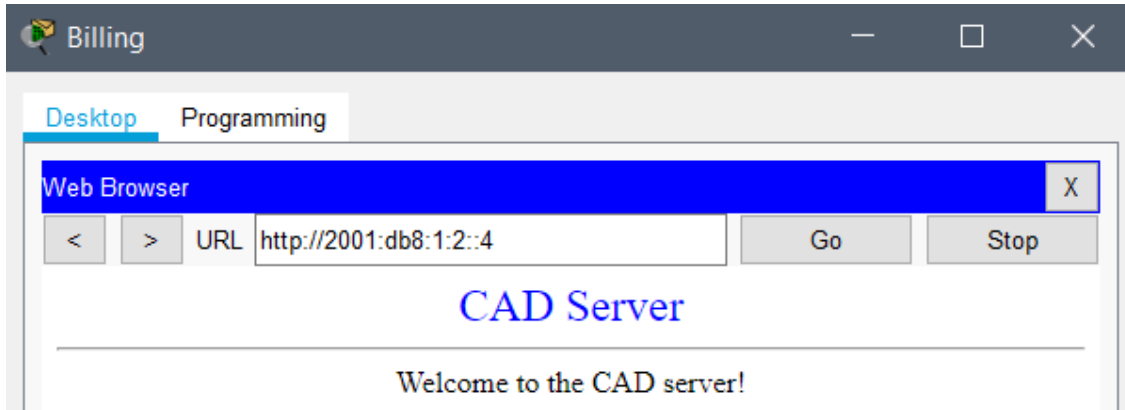 Billing
Desktop Programming
Web Browser X
< > URL http://2001:db8:1:2::4 Go Stop
CAD Server
Welcome to the CAD server!